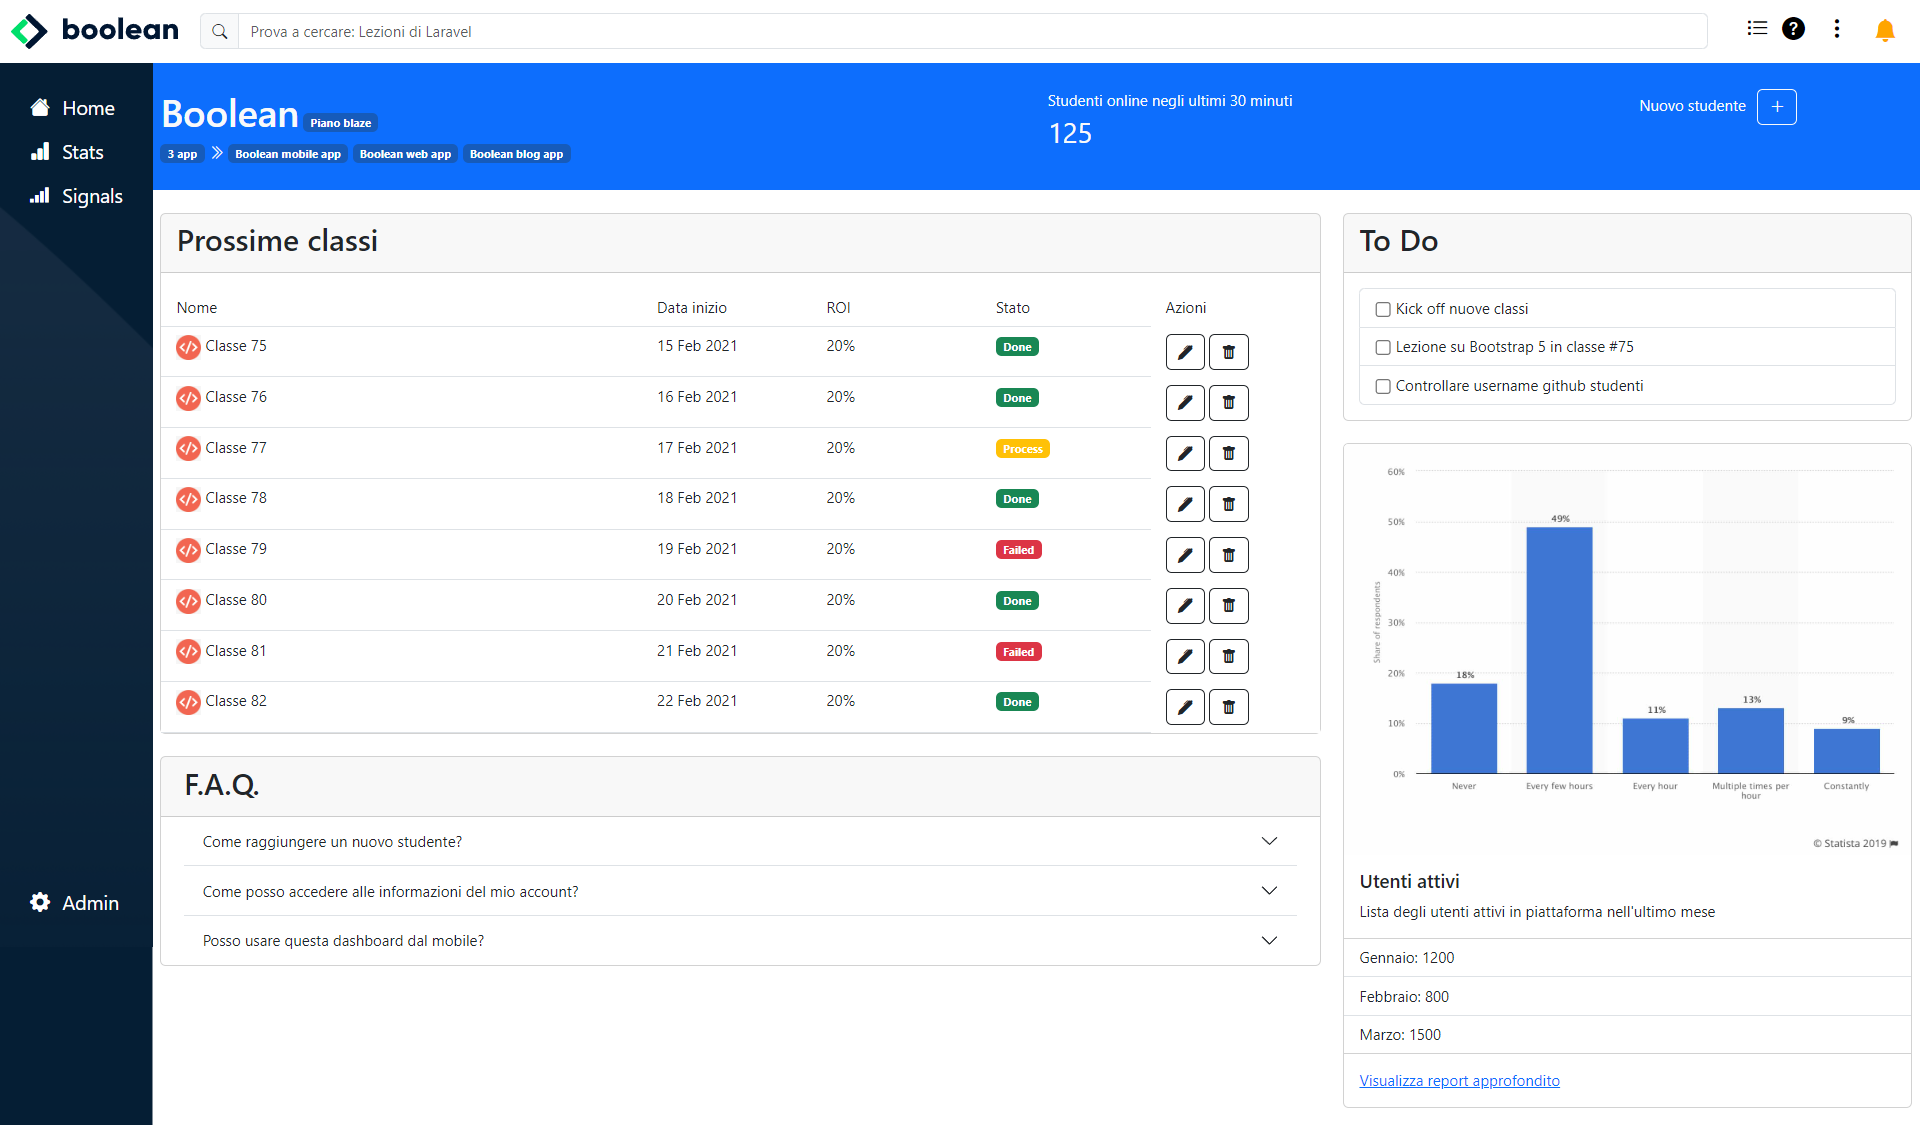 boolean
Prova a cercare: Lezioni di Laravel
Home
Stats
Signals
Admin
Boolean Piano blaze
3 app Boolean mobile app Boolean web app Boolean blog app
Studenti online negli ultimi 30 minuti
125
Nuovo studente +
Prossime classi
Nome Data inizio ROI Stato Azioni
Classe 75 15 Feb 2021 20% Done
Classe 76 16 Feb 2021 20% Done
Classe 77 17 Feb 2021 20% Process
Classe 78 18 Feb 2021 20% Done
Classe 79 19 Feb 2021 20% Failed
Classe 80 20 Feb 2021 20% Done
Classe 81 21 Feb 2021 20% Failed
Classe 82 22 Feb 2021 20% Done
F.A.Q.
Come raggiungere un nuovo studente?
Come posso accedere alle informazioni del mio account?
Posso usare questa dashboard dal mobile?
To Do
Kick off nuove classi
Lezione su Bootstrap 5 in classe #75
Controllare username github studenti
Share of respondents
60%
50%
40%
30%
20%
10%
0%
18%
49%
11%
13%
9%
Never
Every few hours
Every hour
Multiple times per
hour
Constantly
© Statista 2019
Utenti attivi
Lista degli utenti attivi in piattaforma nell'ultimo mese
Gennaio: 1200
Febbraio: 800
Marzo: 1500
Visualizza report approfondito